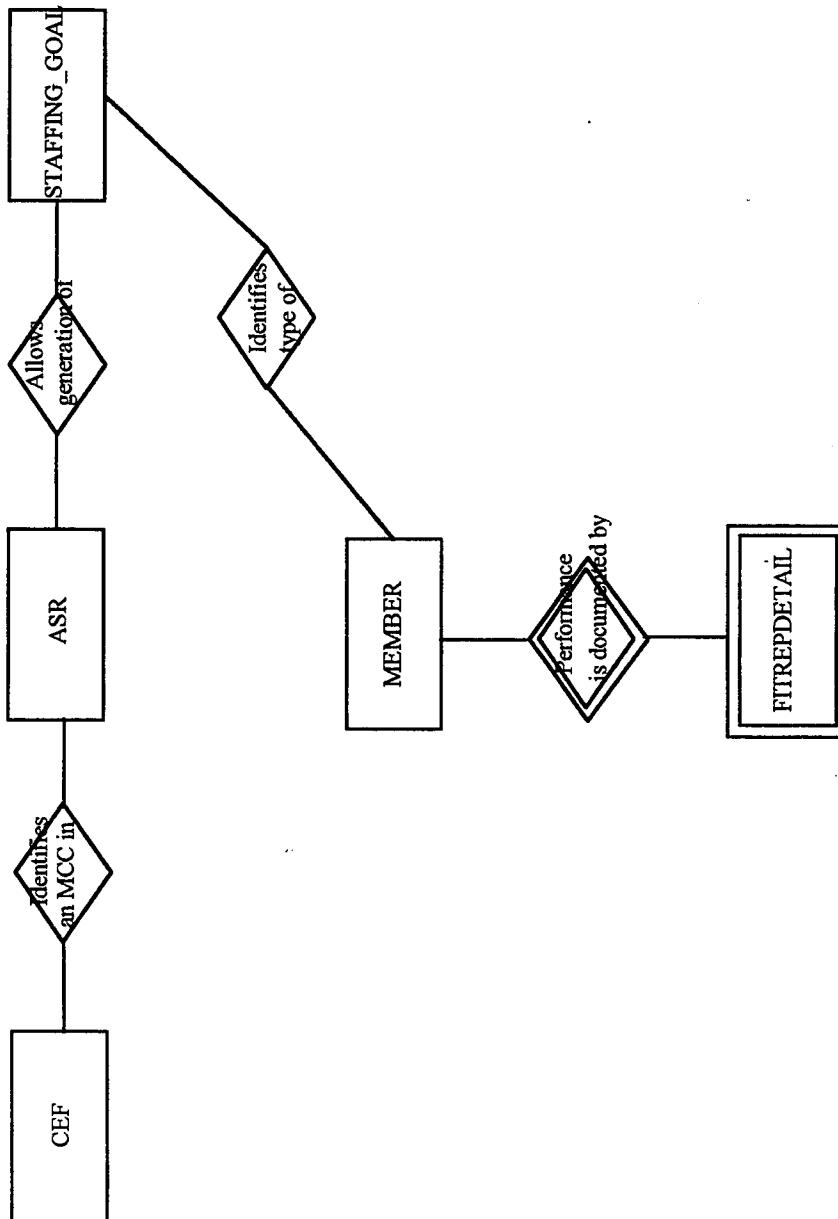 CEF
Identifies
an MCC in
ASR
Allows
generation of
STAFFING_GOAL
Identifies
type of
MEMBER
Performance
is documented by
FITREPDETAIL